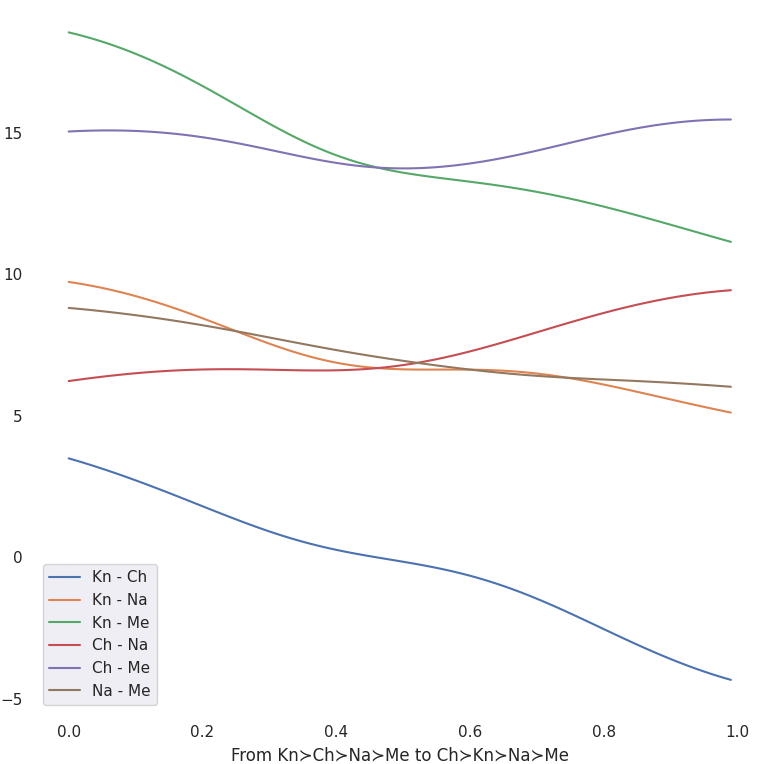 15
10
5
0
−5
Kn - Ch
Kn - Na
Kn - Me
Ch - Na
Ch - Me
Na - Me
0.0 0.2 0.4 0.6 0.8 1.0
From Kn≻Ch≻Na≻Me to Ch≻Kn≻Na≻Me